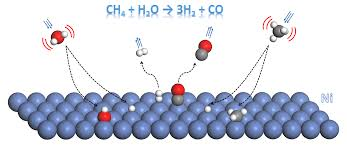 CH₄ + H₂O → 3H₂ + CO
Ni